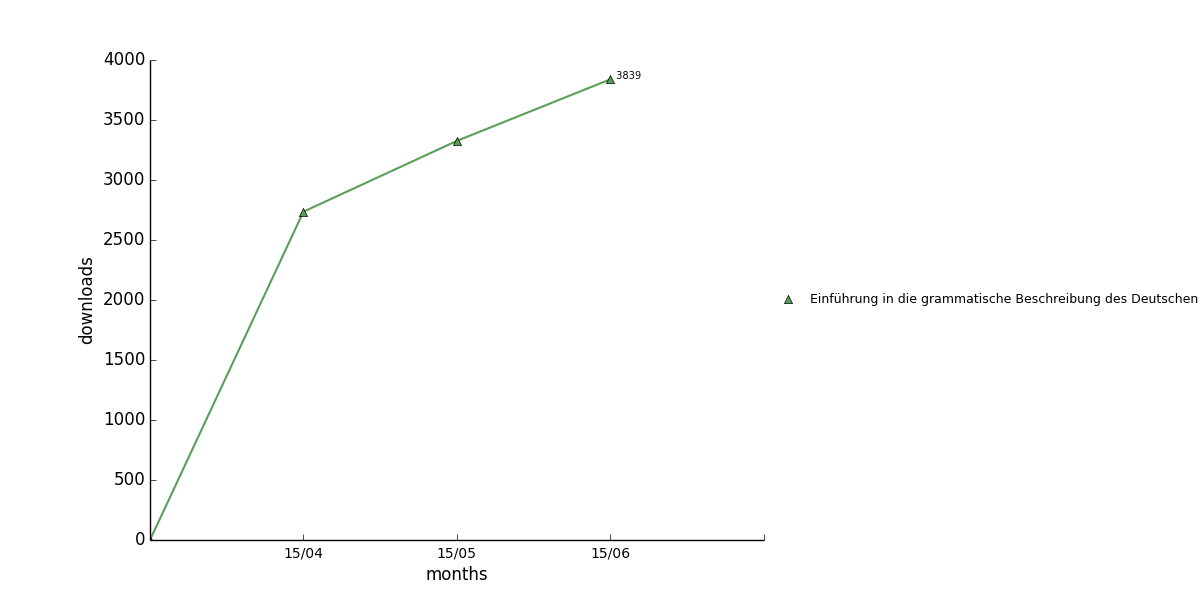 4000
3839
3500
3000
2500
downloads
2000
Einführung in die grammatische Beschreibung des Deutschen
1500
1000
500
0
15/04 15/05 15/06
months